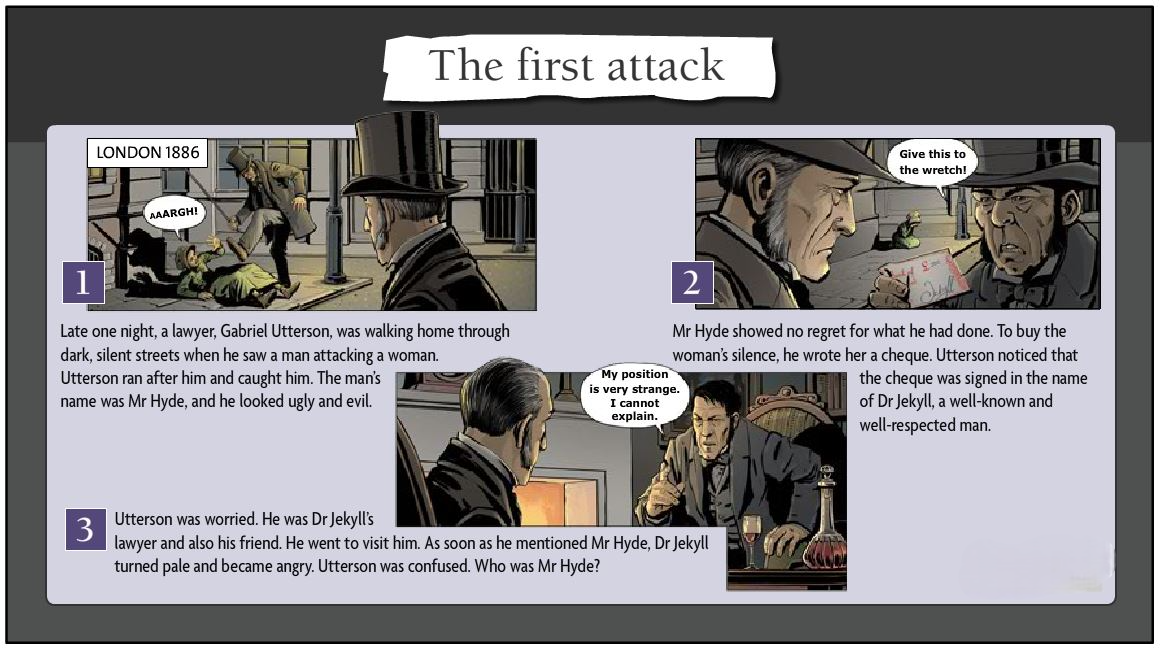 The first attack
LONDON 1886
AAARGH!
1
Late one night, a lawyer, Gabriel Utterson, was walking home through
dark, silent streets when he saw a man attacking a woman.
Utterson ran after him and caught him. The man's
name was Mr Hyde, and he looked ugly and evil.
Give this to
the wretch!
2
Mr Hyde showed no regret for what he had done. To buy the
woman's silence, he wrote her a cheque. Utterson noticed that
the cheque was signed in the name
of Dr Jekyll, a well-known and
well-respected man.
My position
is very strange.
I cannot
explain.
3
Utterson was worried. He was Dr Jekyll's
lawyer and also his friend. He went to visit him. As soon as he mentioned Mr Hyde, Dr Jekyll
turned pale and became angry. Utterson was confused. Who was Mr Hyde?